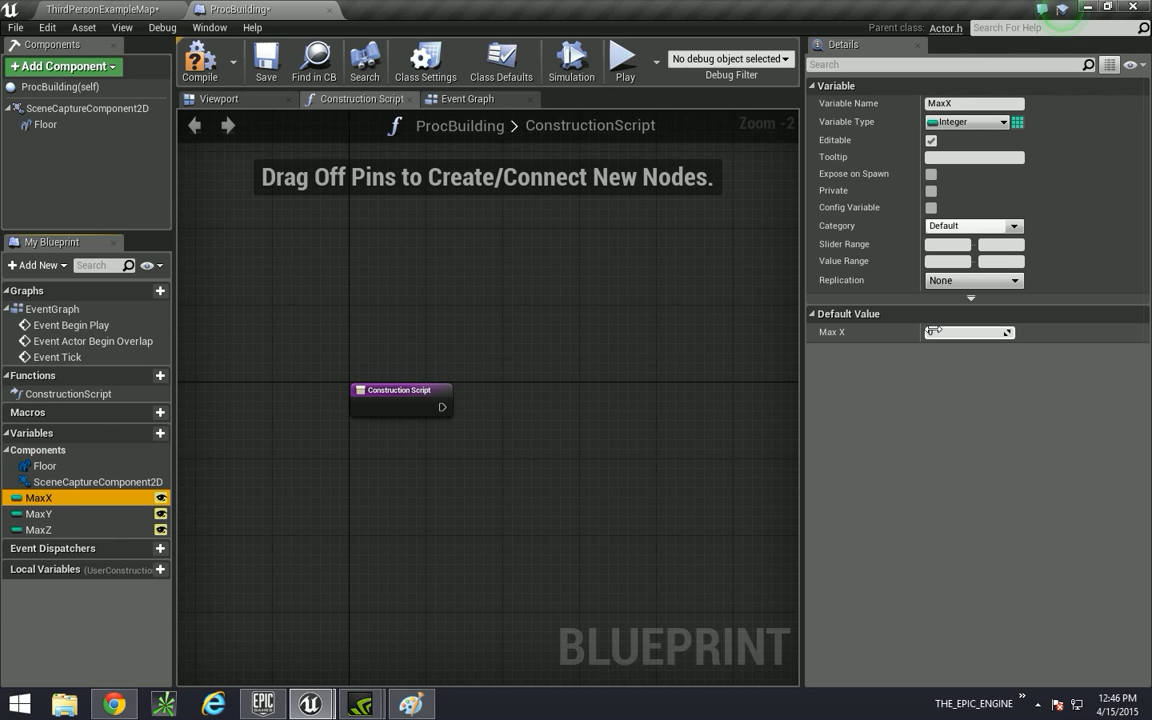 ThirdPersonExampleMap*
ProcBuilding*
File Edit Asset View Debug Window Help
Parent class: Actor.h
Search For Help
Components
+Add Component
ProcBuilding(self)
SceneCaptureComponent2D
Floor
Compile
Save
Find in CB
Search
Class Settings
Class Defaults
Simulation
Play
No debug object selected
Debug Filter
Viewport
Construction Script
Event Graph
ProcBuilding > ConstructionScript
Zoom -2
Drag Off Pins to Create/Connect New Nodes.
Construction Script
BLUEPRINT
My Blueprint
+Add New
Search
Graphs
EventGraph
Event Begin Play
Event Actor Begin Overlap
Event Tick
Functions
ConstructionScript
Macros
Variables
Components
Floor
SceneCaptureComponent2D
MaxX
MaxY
MaxZ
Event Dispatchers
Local Variables (UserConstructio
Details
Search
Variable
Variable Name MaxX
Variable Type Integer
Editable
Tooltip
Expose on Spawn
Private
Config Variable
Category Default
Slider Range
Value Range
Replication None
Default Value
Max X
EPIC GAMES
THE_EPIC_ENGINE
12:46 PM
4/15/2015